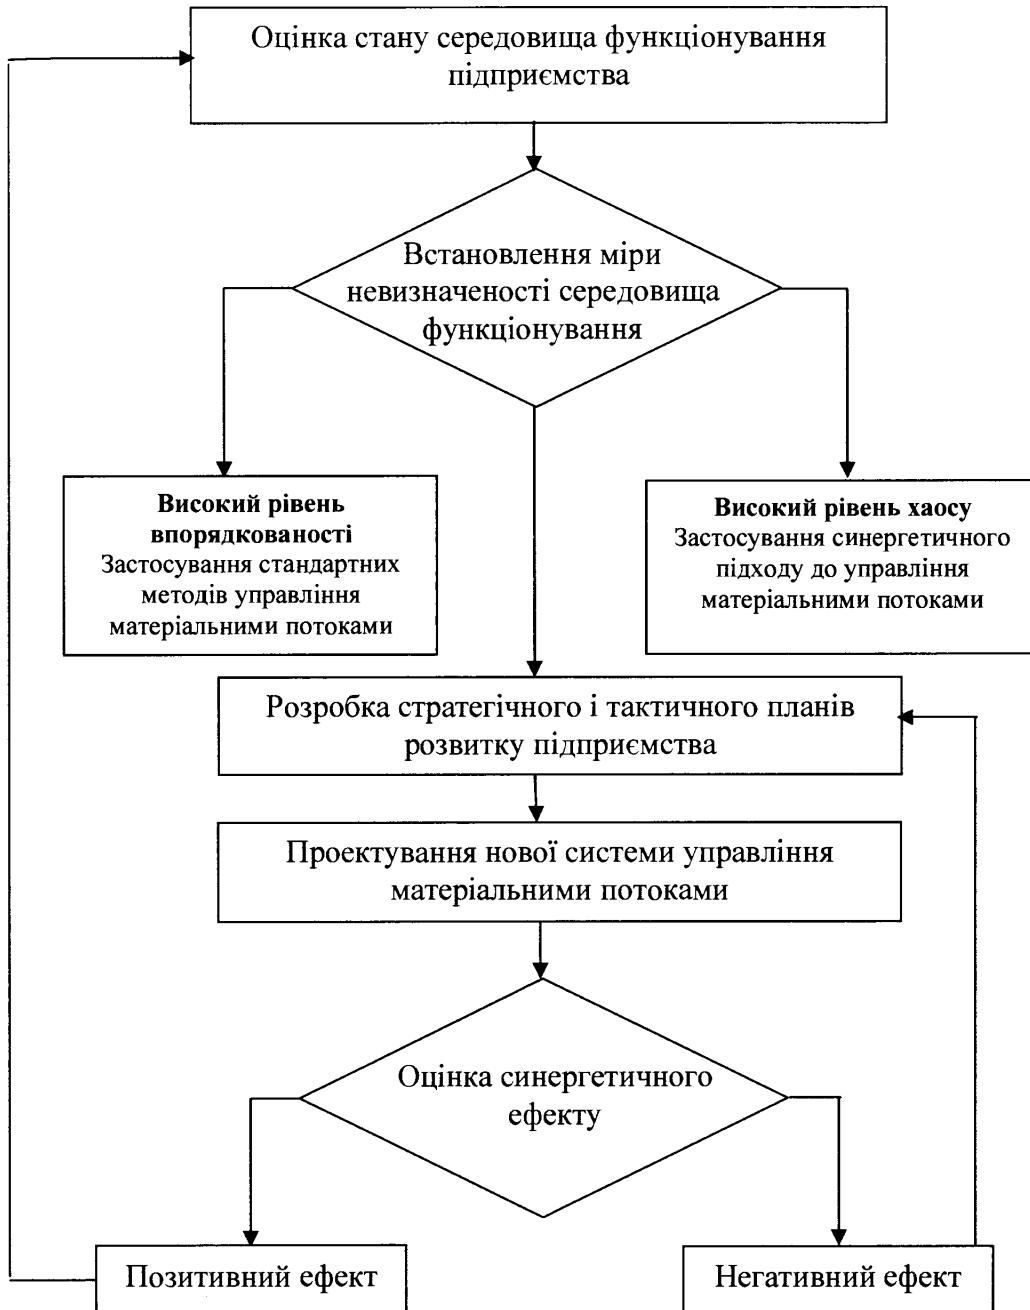 Оцінка стану середовища функціонування
підприємства
Встановлення міри
невизначеності середовища
функціонування
Високий рівень
впорядкованості
Застосування стандартних
методів управління
матеріальними потоками
Високий рівень хаосу
Застосування синергетичного
підходу до управління
матеріальними потоками
Розробка стратегічного і тактичного планів
розвитку підприємства
Проектування нової системи управління
матеріальними потоками
Оцінка синергетичного
ефекту
Позитивний ефект
Негативний ефект